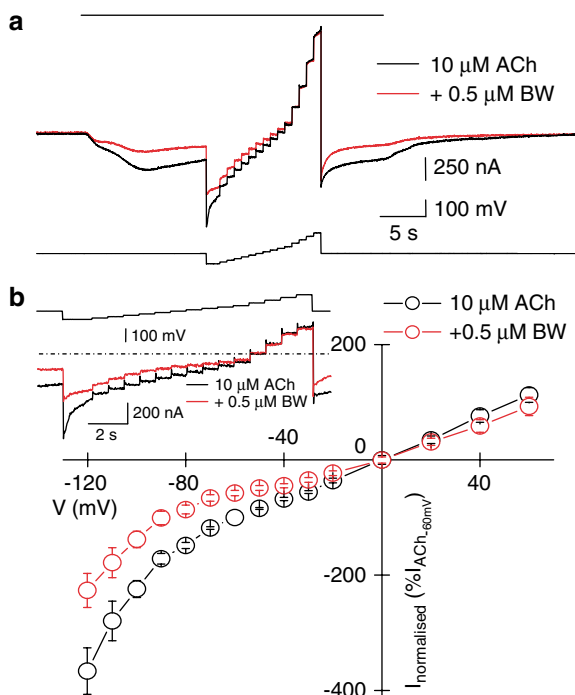 a
10 µM ACh
+ 0.5 µM BW
250 nA
100 mV
5 s
b
100 mV
10 µM ACh
+ 0.5 µM BW
200 nA
2 s
10 µM ACh
+0.5 µM BW
200
-40
0
-120
-80
40
V (mV)
-200
-400
Inormalised (%IACh-60mV)